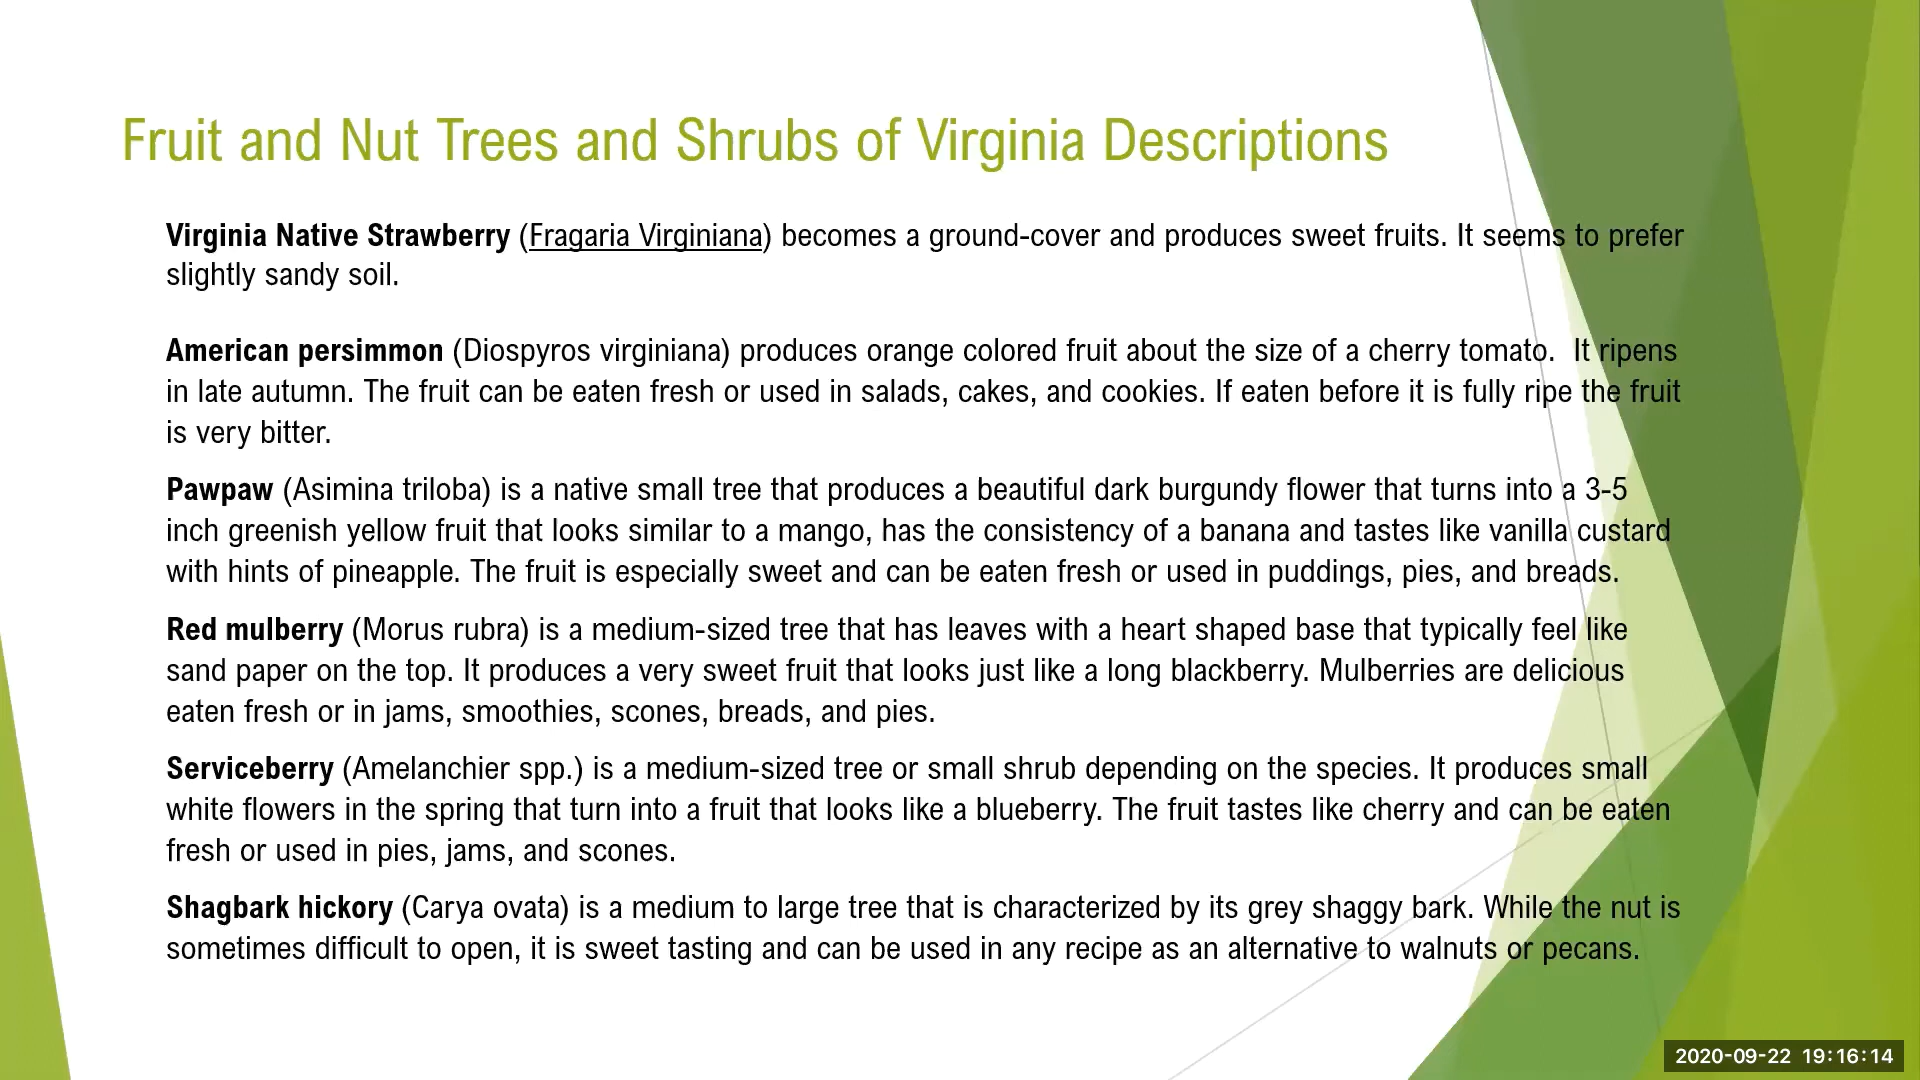 Fruit and Nut Trees and Shrubs of Virginia Descriptions
Virginia Native Strawberry (Fragaria Virginiana) becomes a ground-cover and produces sweet fruits. It seems to prefer
slightly sandy soil.
American persimmon (Diospyros virginiana) produces orange colored fruit about the size of a cherry tomato.  It ripens
in late autumn. The fruit can be eaten fresh or used in salads, cakes, and cookies. If eaten before it is fully ripe the fruit
is very bitter.
Pawpaw (Asimina triloba) is a native small tree that produces a beautiful dark burgundy flower that turns into a 3-5
inch greenish yellow fruit that looks similar to a mango, has the consistency of a banana and tastes like vanilla custard
with hints of pineapple. The fruit is especially sweet and can be eaten fresh or used in puddings, pies, and breads.
Red mulberry (Morus rubra) is a medium-sized tree that has leaves with a heart shaped base that typically feel like
sand paper on the top. It produces a very sweet fruit that looks just like a long blackberry. Mulberries are delicious
eaten fresh or in jams, smoothies, scones, breads, and pies.
Serviceberry (Amelanchier spp.) is a medium-sized tree or small shrub depending on the species. It produces small
white flowers in the spring that turn into a fruit that looks like a blueberry. The fruit tastes like cherry and can be eaten
fresh or used in pies, jams, and scones.
Shagbark hickory (Carya ovata) is a medium to large tree that is characterized by its grey shaggy bark. While the nut is
sometimes difficult to open, it is sweet tasting and can be used in any recipe as an alternative to walnuts or pecans.
2020-09-22 19:16:14